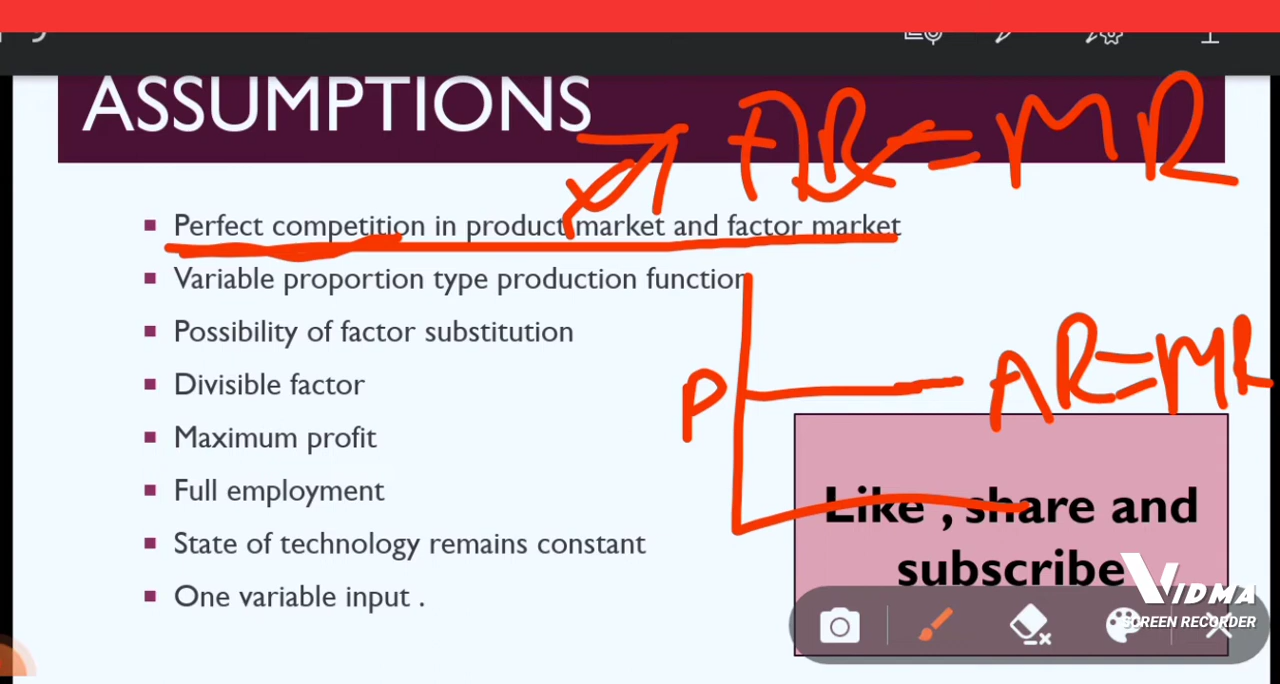 ASSUMPTIONS
AR=MR
Perfect competition in product market and factor market
Variable proportion type production function
Possibility of factor substitution
Divisible factor
Maximum profit
Full employment
State of technology remains constant
One variable input .
P
AR=MR
Like , share and
subscribe
VIDMA
SCREEN RECORDER